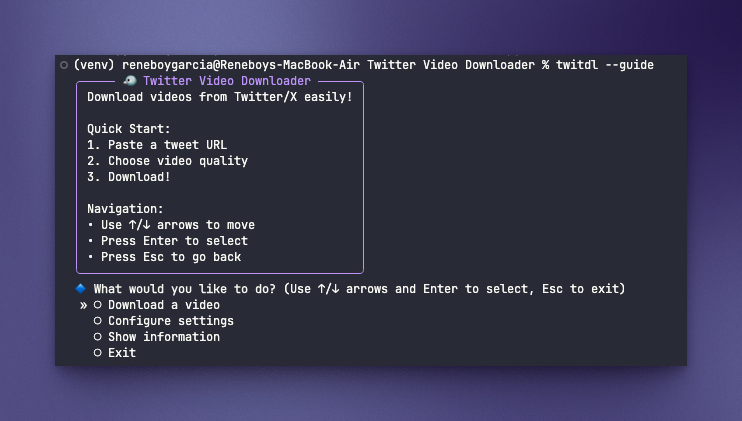 (venv) reneboygarcia@Reneboys-MacBook-Air Twitter Video Downloader % twitdl --guide
Twitter Video Downloader
Download videos from Twitter/X easily!
Quick Start:
1. Paste a tweet URL
2. Choose video quality
3. Download!
Navigation:
• Use ↑/↓ arrows to move
• Press Enter to select
• Press Esc to go back
What would you like to do? (Use ↑/↓ arrows and Enter to select, Esc to exit)
» ○ Download a video
○ Configure settings
○ Show information
○ Exit